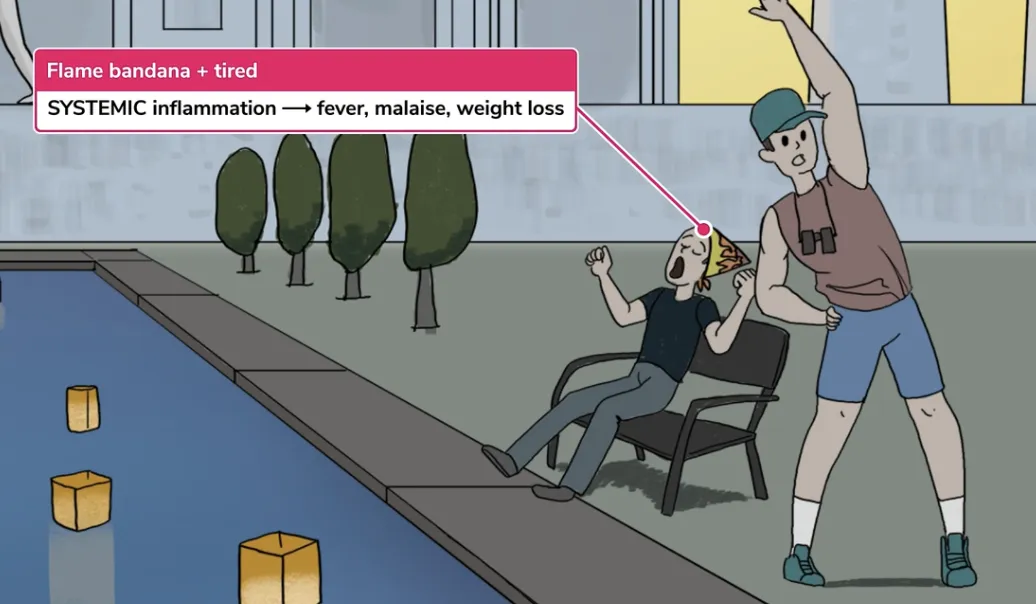 Flame bandana + tired
SYSTEMIC inflammation ⟶ fever, malaise, weight loss